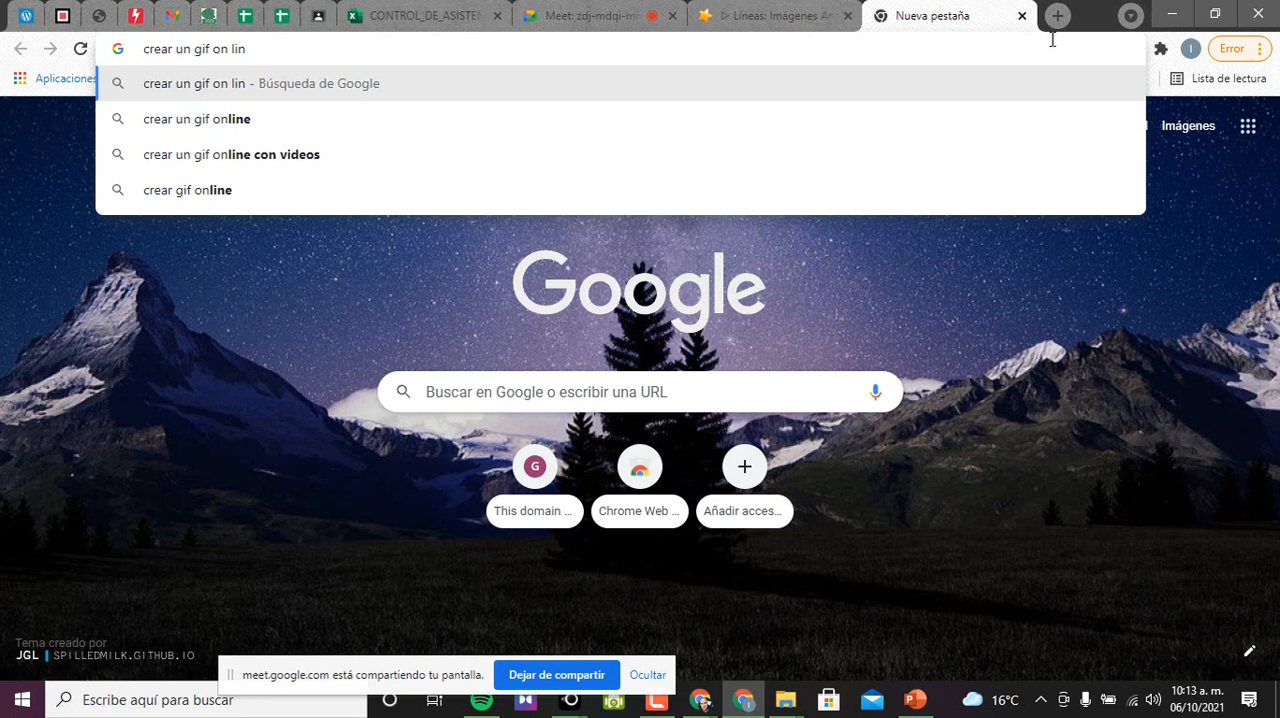 CONTROL_DE_ASISTEN
Meet: zdj-mdqi-m
Líneas: Imágenes An
Nueva pestaña
crear un gif on lin
Error
Aplicaciones
crear un gif on lin - Búsqueda de Google
Lista de lectura
crear un gif online
Imágenes
crear un gif online con videos
crear gif online
Google
Buscar en Google o escribir una URL
G
This domain ...
Chrome Web ...
Añadir acces...
Tema creado por
JGL | SPILLEDMILK.GITHUB.IO
meet.google.com está compartiendo tu pantalla.
Dejar de compartir
Ocultar
Escribe aquí para buscar
16°C
10:13 a. m.
06/10/2021